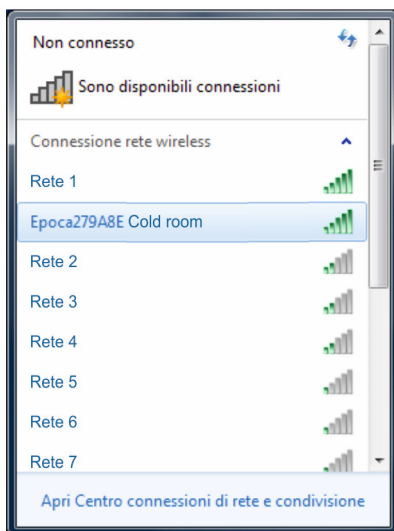 Non connesso
Sono disponibili connessioni
Connessione rete wireless
Rete 1
Epoca279A8E Cold room
Rete 2
Rete 3
Rete 4
Rete 5
Rete 6
Rete 7
Apri Centro connessioni di rete e condivisione